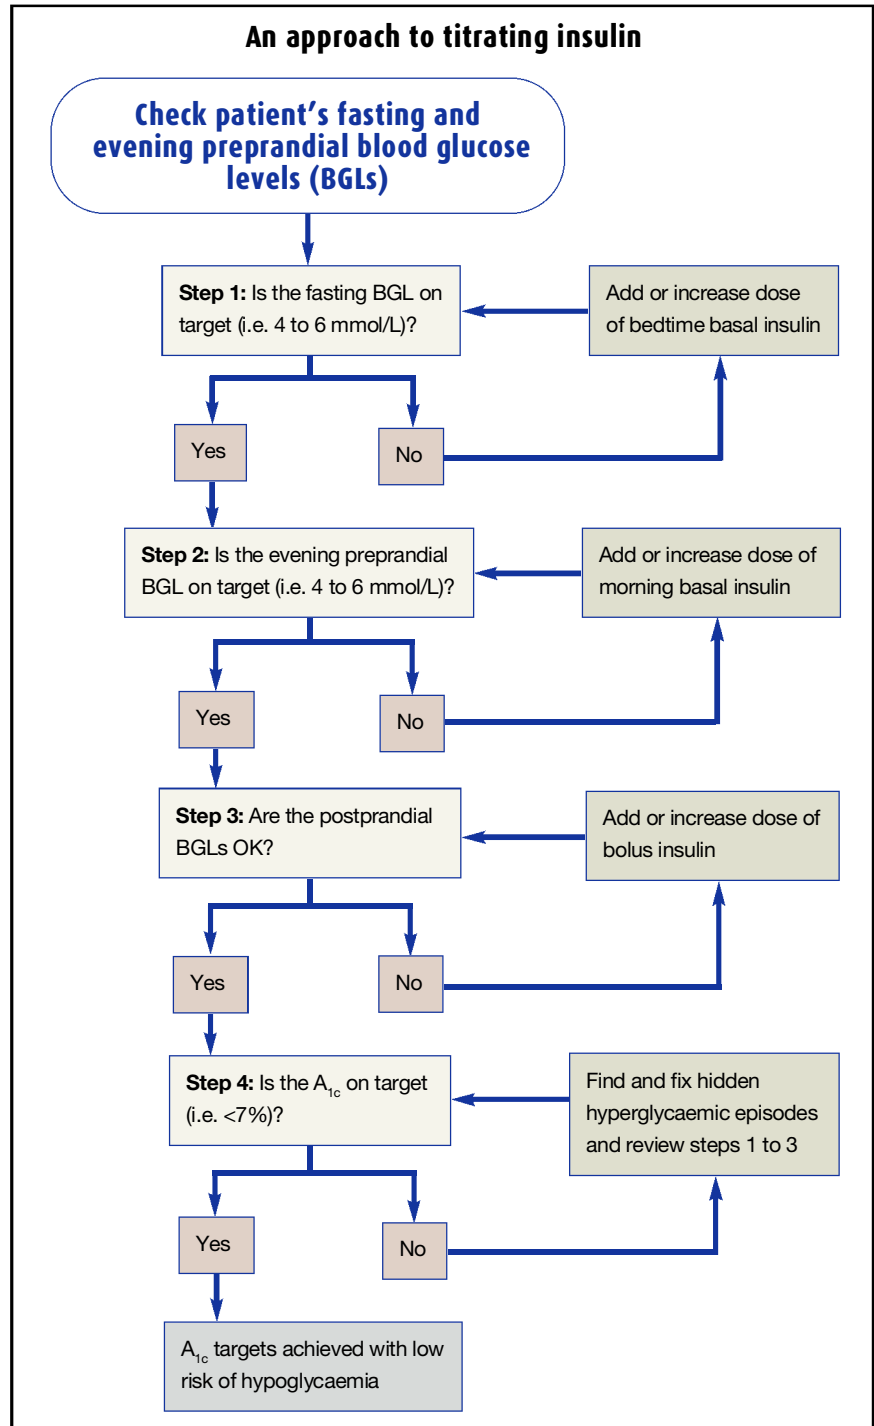 An approach to titrating insulin
Check patient's fasting and
evening preprandial blood glucose
levels (BGLs)
Step 1: Is the fasting BGL on
target (i.e. 4 to 6 mmol/L)?
Add or increase dose
of bedtime basal insulin
Yes
No
Step 2: Is the evening preprandial
BGL on target (i.e. 4 to 6 mmol/L)?
Add or increase dose of
morning basal insulin
Yes
No
Step 3: Are the postprandial
BGLs OK?
Add or increase dose of
bolus insulin
Yes
No
Step 4: Is the A1c on target
(i.e. <7%)?
Find and fix hidden
hyperglycaemic episodes
and review steps 1 to 3
Yes
No
A1c targets achieved with low
risk of hypoglycaemia